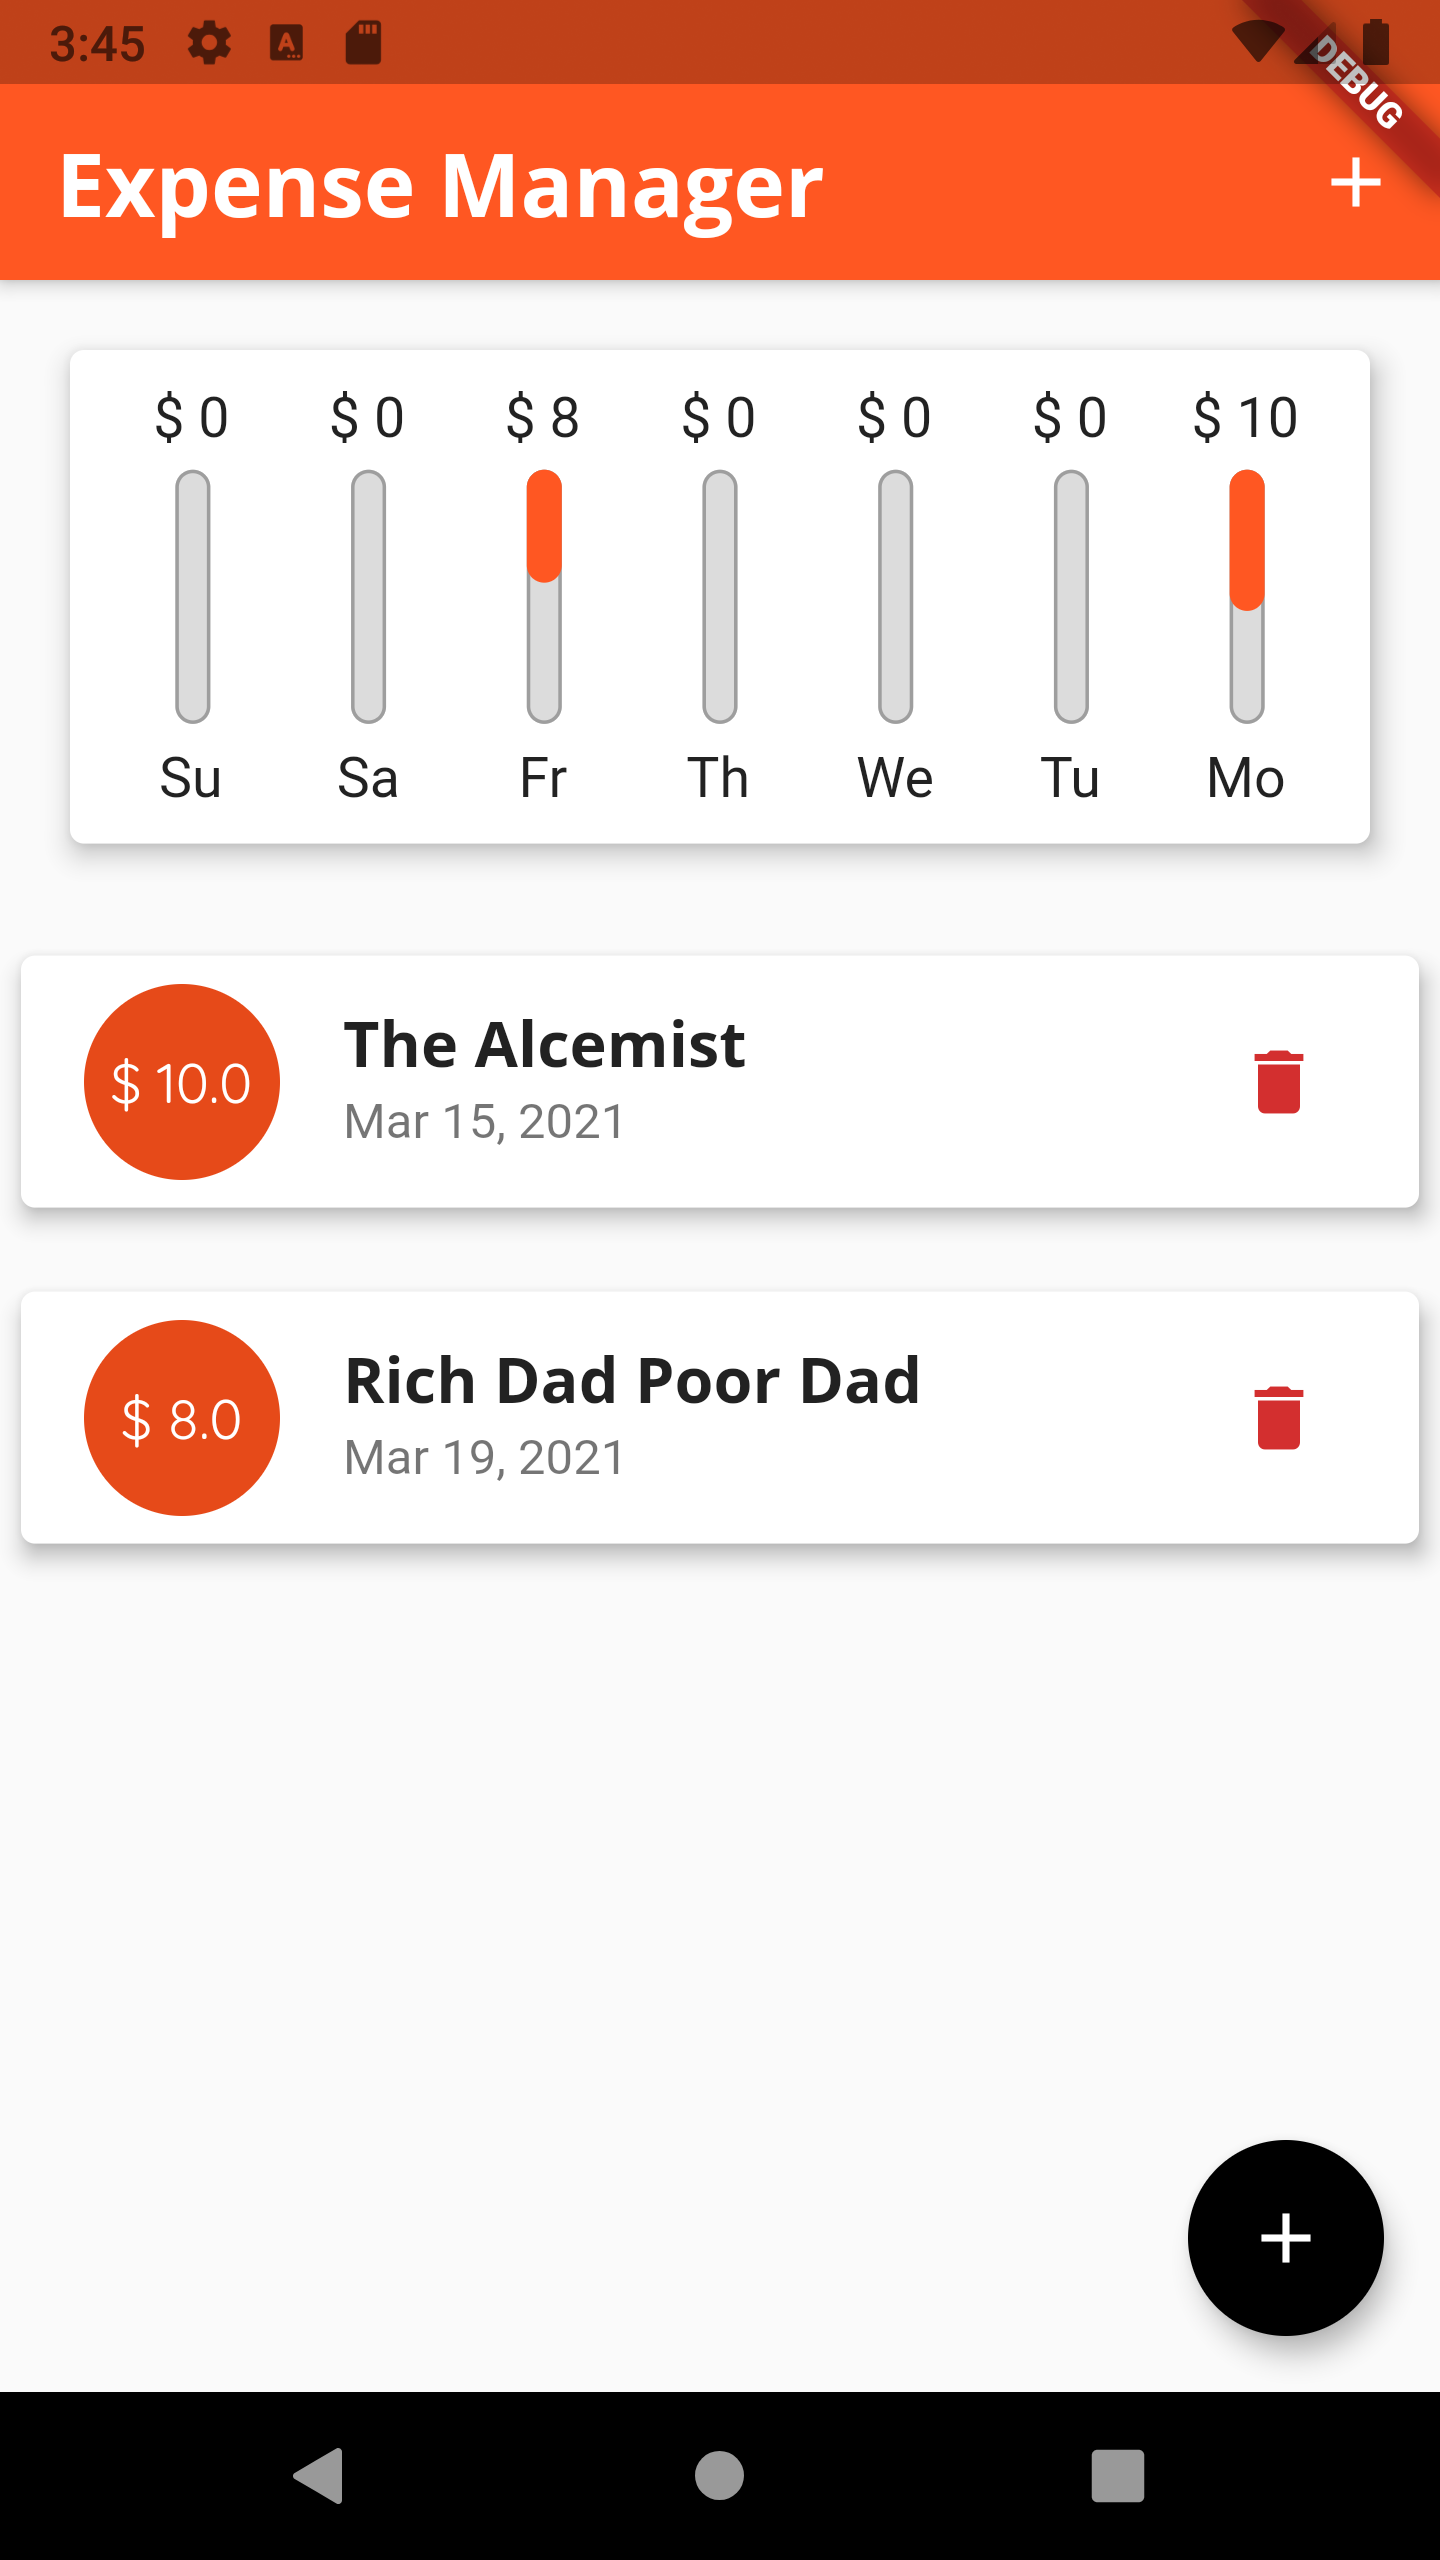 3:45
DEBUG
Expense Manager
$ 0 $ 0 $ 8 $ 0 $ 0 $ 0 $ 10
Su Sa Fr Th We Tu Mo
$ 10.0
The Alcemist
Mar 15, 2021
$ 8.0
Rich Dad Poor Dad
Mar 19, 2021